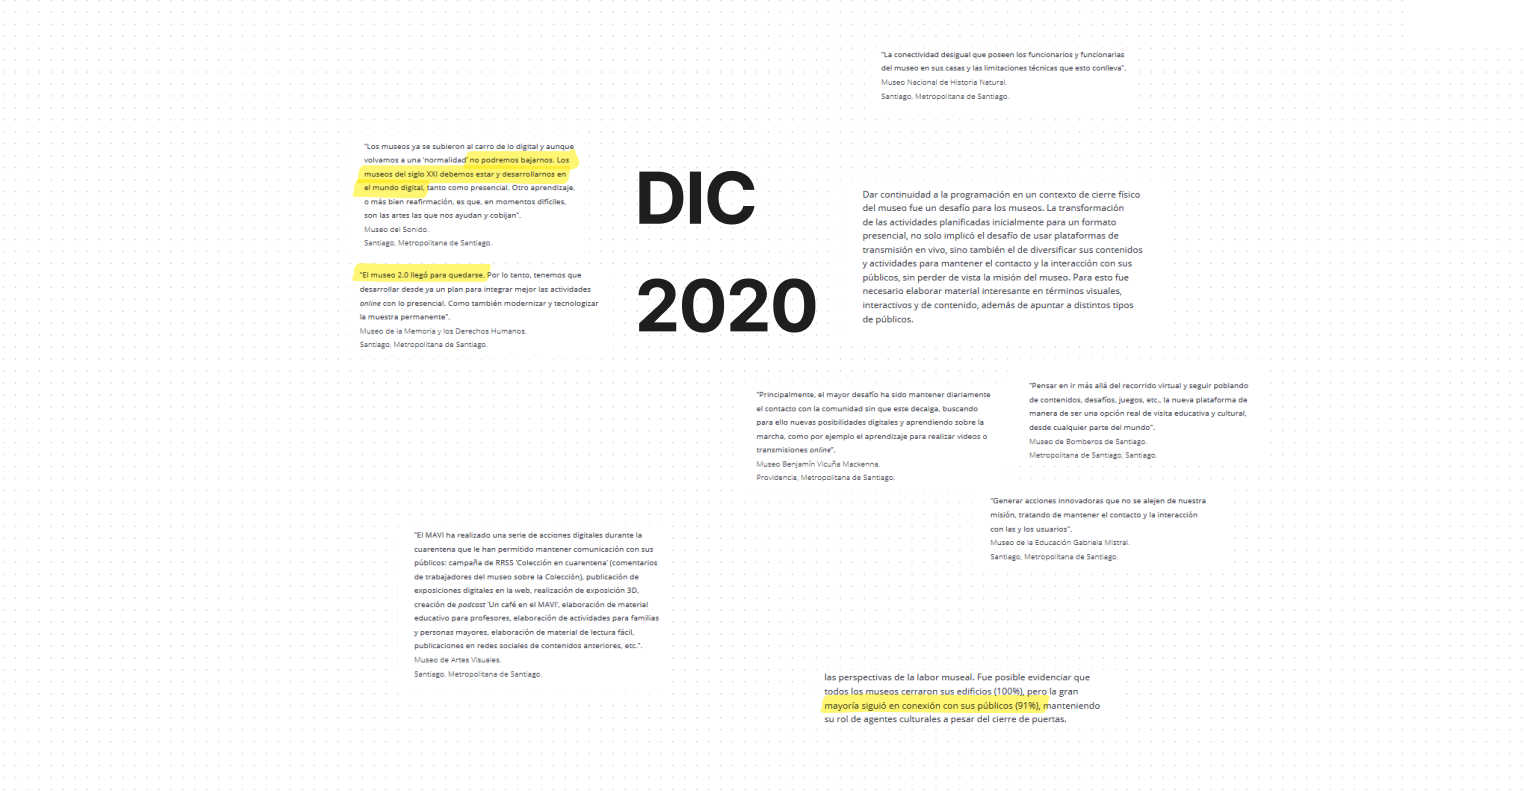 "La conectividad desigual que poseen los funcionarios y funcionarias
del museo en sus casas y las limitaciones técnicas que esto conlleva".
Museo Nacional de Historia Natural.
Santiago, Metropolitana de Santiago.
"Los museos ya se subieron al carro de lo digital y aunque
volvamos a una 'normalidad' no podremos bajarnos. Los
museos del siglo XXI debemos estar y desarrollarnos en
el mundo digital, tanto como presencial. Otro aprendizaje,
o más bien reafirmación, es que, en momentos difíciles,
son las artes las que nos ayudan y cobijan".
Museo del Sonido.
Santiago, Metropolitana de Santiago.
"El museo 2.0 llegó para quedarse. Por lo tanto, tenemos que
desarrollar desde ya un plan para integrar mejor las actividades
online con lo presencial. Como también modernizar y tecnologizar
la muestra permanente".
Museo de la Memoria y los Derechos Humanos.
Santiago, Metropolitana de Santiago.
DIC
2020
Dar continuidad a la programación en un contexto de cierre físico
del museo fue un desafío para los museos. La transformación
de las actividades planificadas inicialmente para un formato
presencial, no solo implicó el desafío de usar plataformas de
transmisión en vivo, sino también el de diversificar sus contenidos
y actividades para mantener el contacto y la interacción con sus
públicos, sin perder de vista la misión del museo. Para esto fue
necesario elaborar material interesante en términos visuales,
interactivos y de contenido, además de apuntar a distintos tipos
de públicos.
"Principalmente, el mayor desafío ha sido mantener diariamente
el contacto con la comunidad sin que este decaiga, buscando
para ello nuevas posibilidades digitales y aprendiendo sobre la
marcha, como por ejemplo el aprendizaje para realizar videos o
transmisiones online".
Museo Benjamín Vicuña Mackenna.
Providencia, Metropolitana de Santiago.
"Pensar en ir más allá del recorrido virtual y seguir poblando
de contenidos, desafíos, juegos, etc., la nueva plataforma de
manera de ser una opción real de visita educativa y cultural,
desde cualquier parte del mundo".
Museo de Bomberos de Santiago.
Metropolitana de Santiago, Santiago.
"Generar acciones innovadoras que no se alejen de nuestra
misión, tratando de mantener el contacto y la interacción
con las y los usuarios".
Museo de la Educación Gabriela Mistral.
Santiago, Metropolitana de Santiago.
"El MAVI ha realizado una serie de acciones digitales durante la
cuarentena que le han permitido mantener comunicación con sus
públicos: campaña de RRSS 'Colección en cuarentena' (comentarios
de trabajadores del museo sobre la Colección), publicación de
exposiciones digitales en la web, realización de exposición 3D,
creación de podcast 'Un café en el MAVI', elaboración de material
educativo para profesores, elaboración de actividades para familias
y personas mayores, elaboración de material de lectura fácil,
publicaciones en redes sociales de contenidos anteriores, etc.".
Museo de Artes Visuales.
Santiago, Metropolitana de Santiago.
las perspectivas de la labor museal. Fue posible evidenciar que
todos los museos cerraron sus edificios (100%), pero la gran
mayoría siguió en conexión con sus públicos (91%), manteniendo
su rol de agentes culturales a pesar del cierre de puertas.